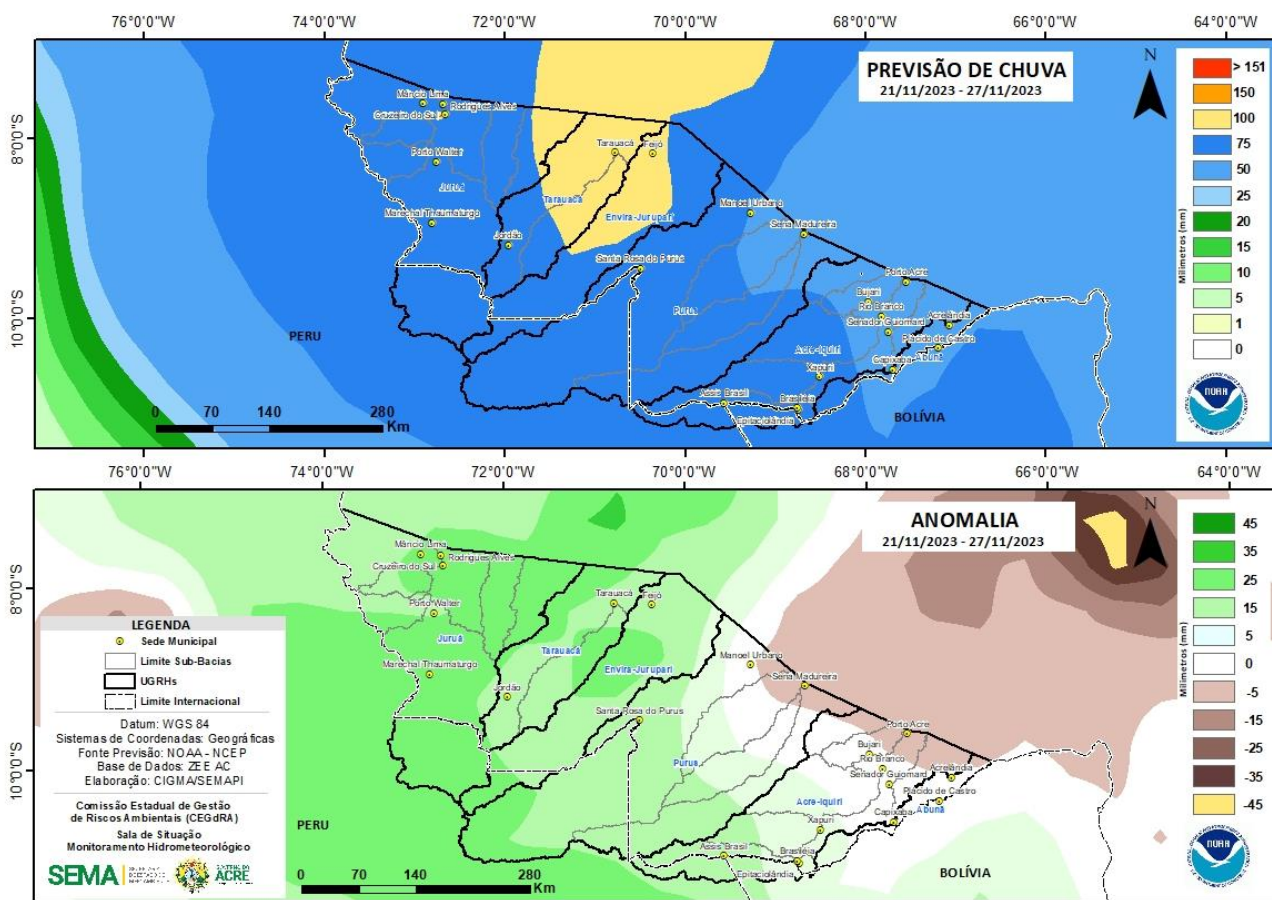 76°0'0"W 74°0'0"W 72°0'0"W 70°0'0"W 68°0'0"W 66°0'0"W 64°0'0"W
PREVISÃO DE CHUVA
21/11/2023 - 27/11/2023
N
> 151
150
100
75
50
25
20
15
10
5
1
0
Milímetros (mm)
NOAA
8°0'0"S
10°0'0"S
Mâncio Lima
Rodrigues Alves
Cruzeiro do Sul
Porto Walter
Juruá
Marechal Thaumaturgo
Tarauacá
Feijó
Tarauacá
Envira-Jurupari
Jordão
Manoel Urbano
Sena Madureira
Santa Rosa do Purus
Purus
Porto Acre
Bujari
Rio Branco
Acrelândia
Senador Guiomard
Plácido de Castro
Acre-Iquiri
Capixaba
Abunã
Xapuri
Assis Brasil
Brasiléia
Epitaciolândia
PERU
BOLÍVIA
0 70 140 280
Km
76°0'0"W 74°0'0"W 72°0'0"W 70°0'0"W 68°0'0"W 66°0'0"W 64°0'0"W
ANOMALIA
21/11/2023 - 27/11/2023
N
45
35
25
15
5
0
-5
-15
-25
-35
-45
Milímetros (mm)
NOAA
8°0'0"S
10°0'0"S
Mâncio Lima
Rodrigues Alves
Cruzeiro do Sul
Porto Walter
Juruá
Marechal Thaumaturgo
Tarauacá
Feijó
Tarauacá
Envira-Jurupari
Jordão
Manoel Urbano
Sena Madureira
Santa Rosa do Purus
Purus
Porto Acre
Bujari
Rio Branco
Acrelândia
Senador Guiomard
Plácido de Castro
Acre-Iquiri
Capixaba
Abunã
Xapuri
Assis Brasil
Brasiléia
Epitaciolândia
PERU
BOLÍVIA
0 70 140 280
Km
LEGENDA
Sede Municipal
Limite Sub-Bacias
UGRHs
Limite Internacional
Datum: WGS 84
Sistemas de Coordenadas: Geográficas
Fonte Previsão: NOAA - NCEP
Base de Dados: ZEE AC
Elaboração: CIGMA/SEMAPI
Comissão Estadual de Gestão
de Riscos Ambientais (CEGdRA)
Sala de Situação
Monitoramento Hidrometeorológico
SEMA
ACRE